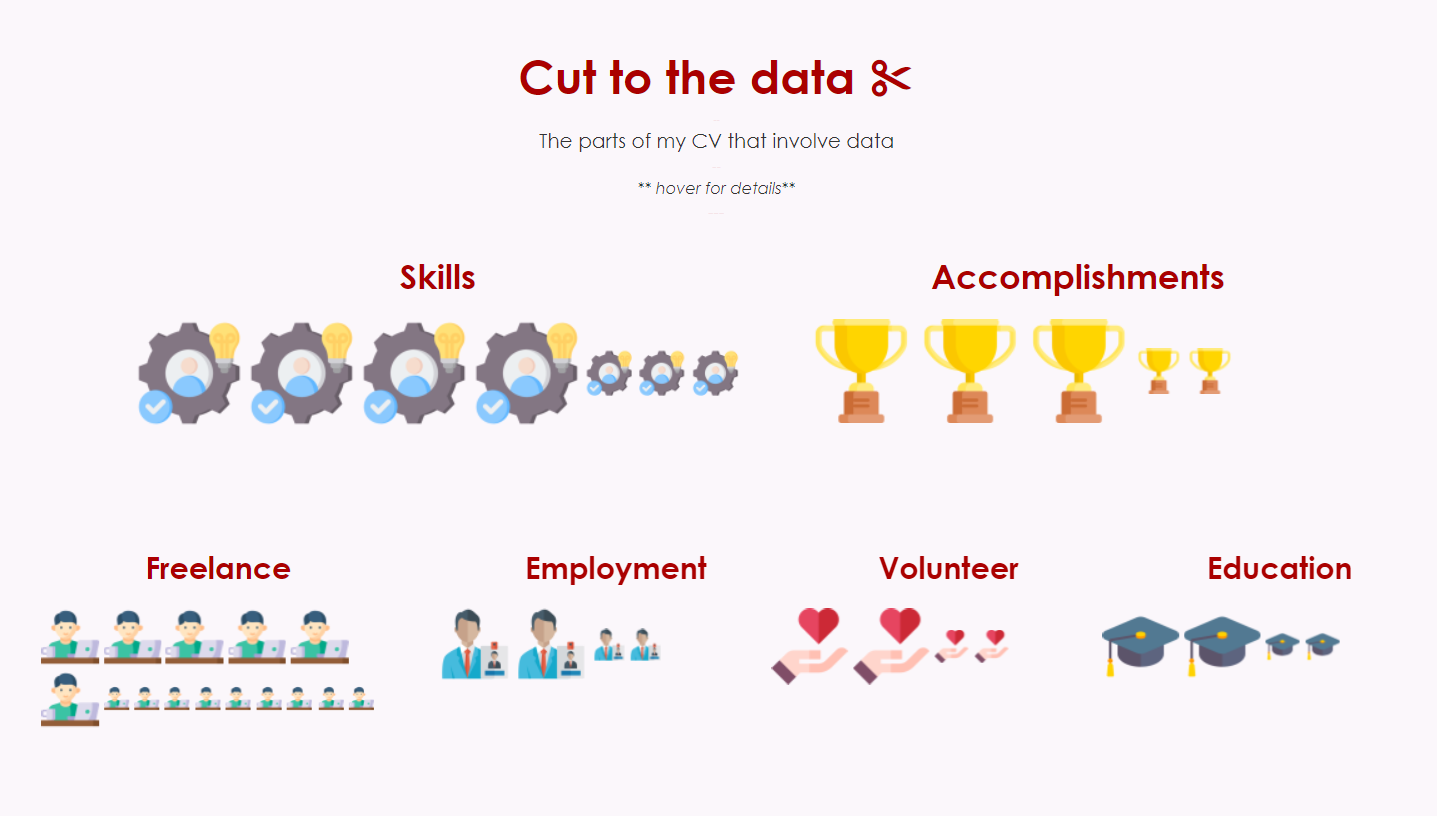 Cut to the data
The parts of my CV that involve data
** hover for details**
Skills
Accomplishments
Freelance
Employment
Volunteer
Education